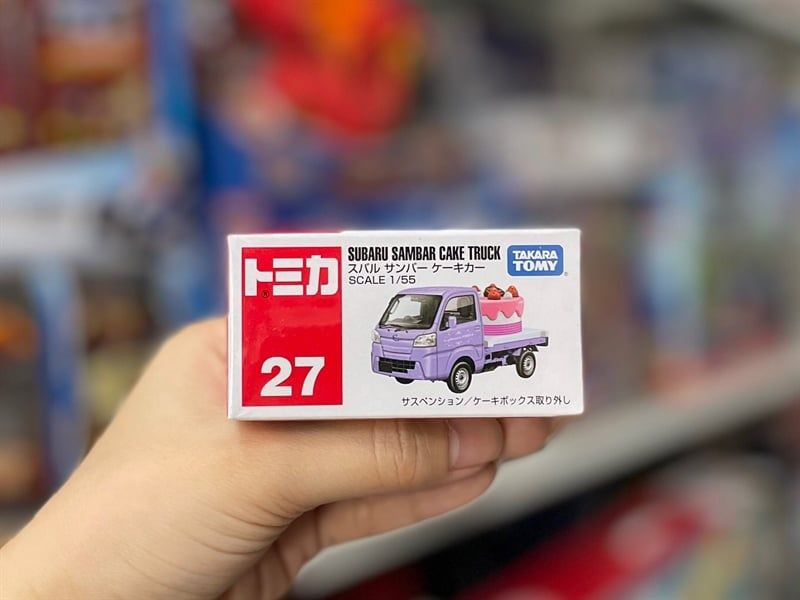 トミカ
®
27
SUBARU SAMBAR CAKE TRUCK
スバル サンバー ケーキカー
SCALE 1/55
TAKARA
TOMY
®
サスペンション／ケーキボックス取り外し